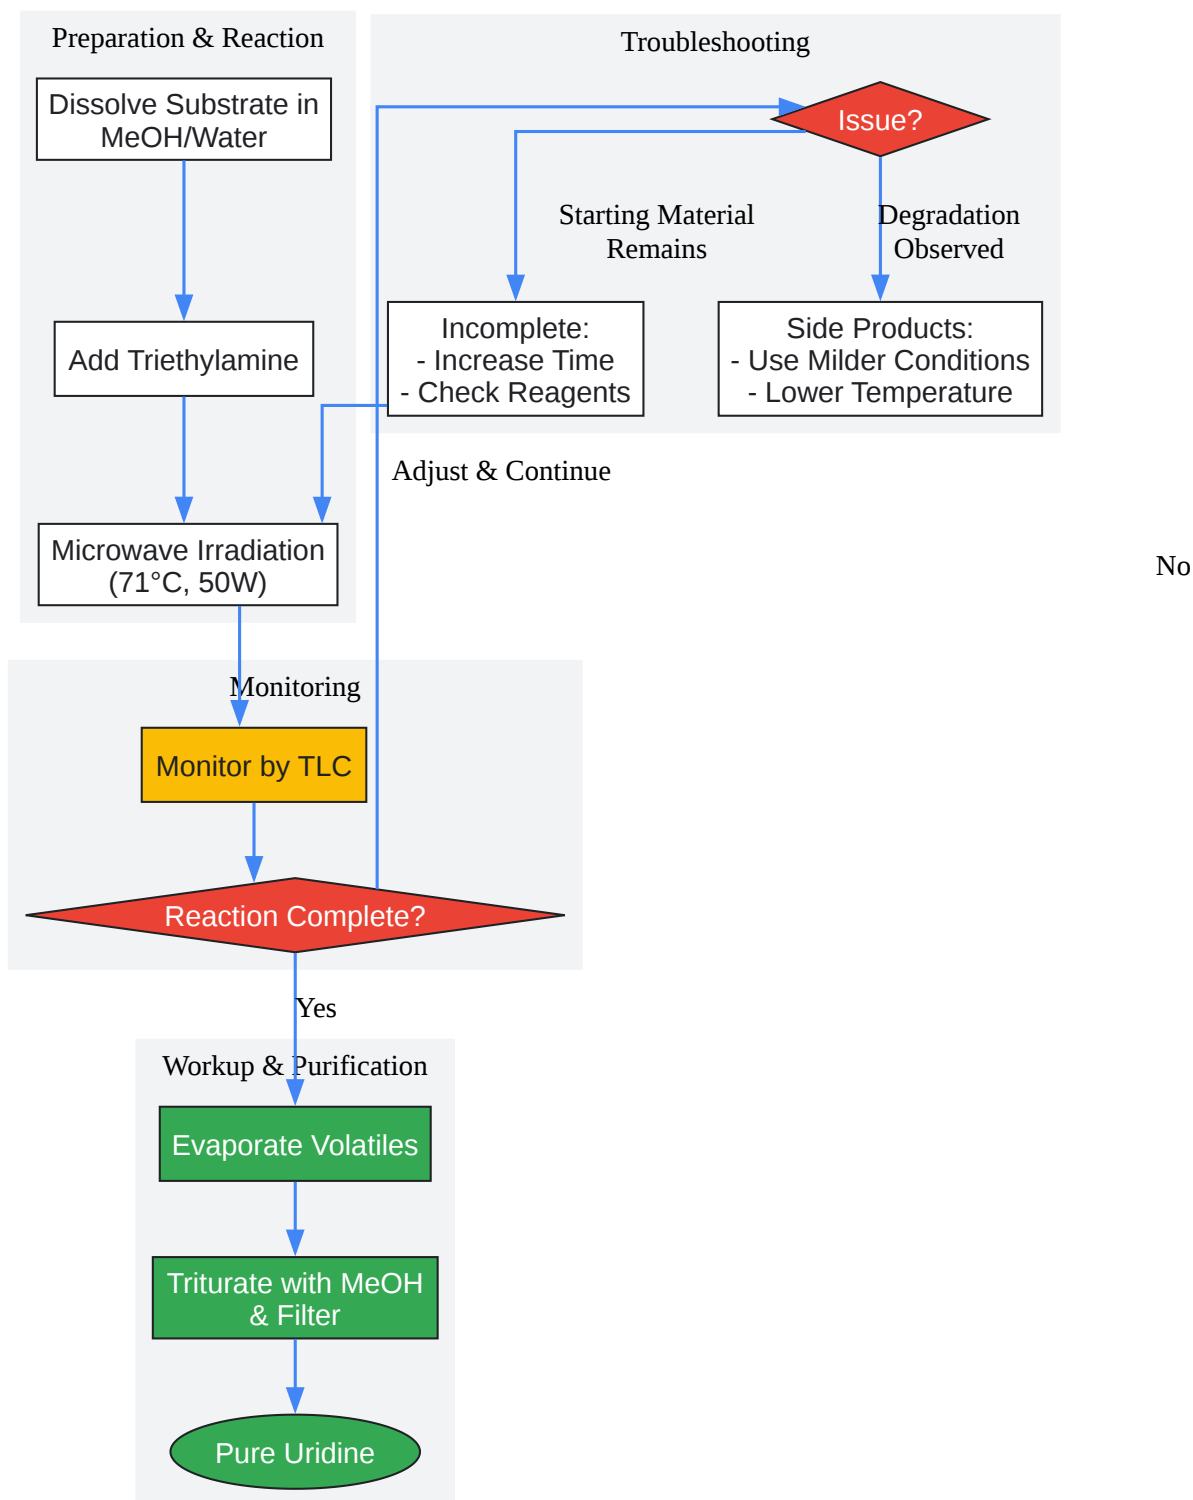 Preparation & Reaction
Dissolve Substrate in
MeOH/Water
Add Triethylamine
Microwave Irradiation
(71°C, 50W)
Troubleshooting
Issue?
Starting Material
Remains
Degradation
Observed
Incomplete:
- Increase Time
- Check Reagents
Side Products:
- Use Milder Conditions
- Lower Temperature
Adjust & Continue
No
Monitoring
Monitor by TLC
Reaction Complete?
Yes
Workup & Purification
Evaporate Volatiles
Triturate with MeOH
& Filter
Pure Uridine